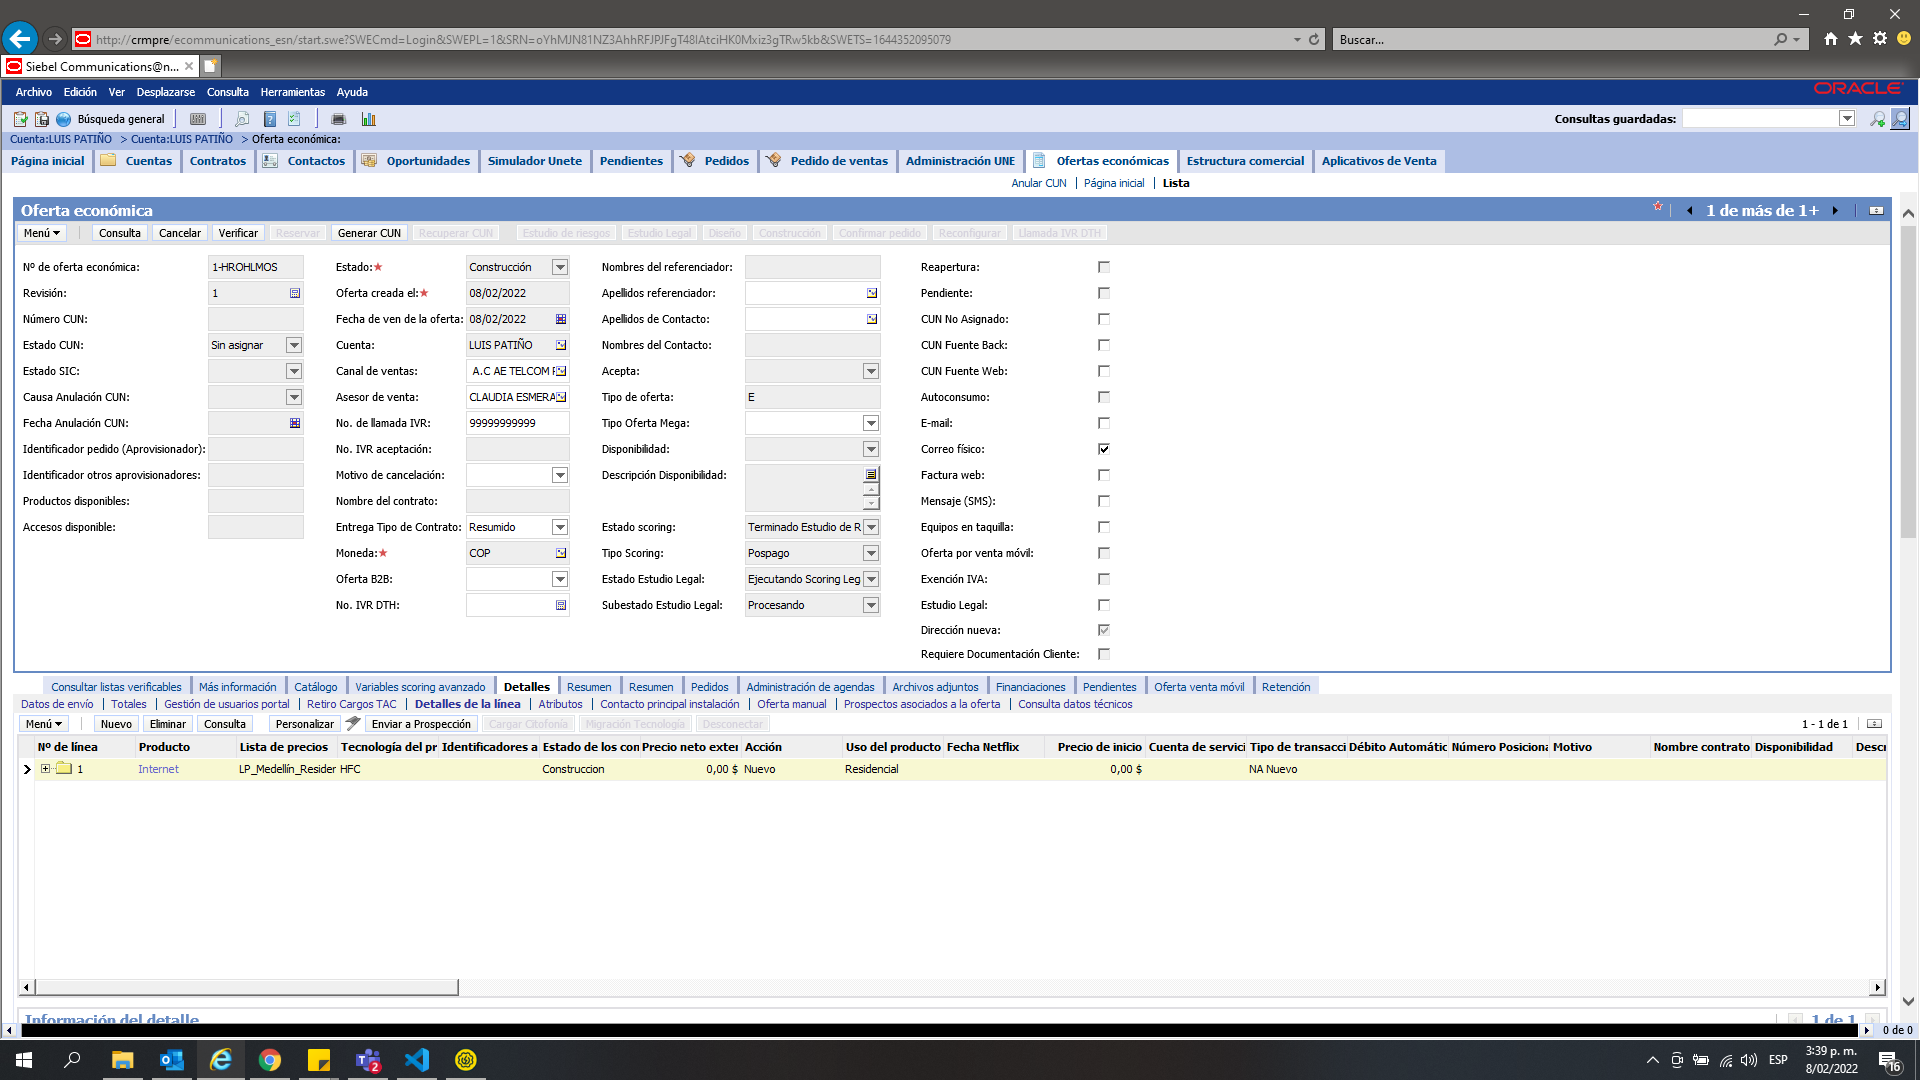 http://crmpre/ecommunications_esn/start.swe?SWECmd=Login&SWEPL=1&SRN=oYhMJN81NZ3AhhRFJPJFgT48IAtciHK0Mxiz3gTRw5kb&SWETS=1644352095079
Buscar...
Siebel Communications@n...
Archivo Edición Ver Desplazarse Consulta Herramientas Ayuda
ORACLE
Búsqueda general
Consultas guardadas:
Cuenta:LUIS PATIÑO > Cuenta:LUIS PATIÑO > Oferta económica:
Página inicial Cuentas Contratos Contactos Oportunidades Simulador Unete Pendientes Pedidos Pedido de ventas Administración UNE Ofertas económicas Estructura comercial Aplicativos de Venta
Anular CUN | Página inicial | Lista
Oferta económica
1 de más de 1+
Menú Consulta Cancelar Verificar Reservar Generar CUN Recuperar CUN Estudio de riesgos Estudio Legal Diseño Construcción Confirmar pedido Reconfigurar Llamada IVR DTH
Nº de oferta económica: 1-HROHLMOS Estado:★ Construcción Nombres del referenciador: Reapertura:
Revisión: 1 Oferta creada el:★ 08/02/2022 Apellidos referenciador: Pendiente:
Número CUN: Fecha de ven de la oferta: 08/02/2022 Apellidos de Contacto: CUN No Asignado:
Estado CUN: Sin asignar Cuenta: LUIS PATIÑO Nombres del Contacto: CUN Fuente Back:
Estado SIC: Canal de ventas: A.C AE TELCOM F Acepta: CUN Fuente Web:
Causa Anulación CUN: Asesor de venta: CLAUDIA ESMERA Tipo de oferta: E Autoconsumo:
Fecha Anulación CUN: No. de llamada IVR: 99999999999 Tipo Oferta Mega: E-mail:
Identificador pedido (Aprovisionador): No. IVR aceptación: Disponibilidad: Correo físico:
Identificador otros aprovisionadores: Motivo de cancelación: Descripción Disponibilidad: Factura web:
Productos disponibles: Nombre del contrato: Mensaje (SMS):
Accesos disponible: Entrega Tipo de Contrato: Resumido Estado scoring: Terminado Estudio de R Equipos en taquilla:
Moneda:★ COP Tipo Scoring: Pospago Oferta por venta móvil:
Oferta B2B: Estado Estudio Legal: Ejecutando Scoring Leg Exención IVA:
No. IVR DTH: Subestado Estudio Legal: Procesando Estudio Legal:
Dirección nueva:
Requiere Documentación Cliente:
Consultar listas verificables Más información Catálogo Variables scoring avanzado Detalles Resumen Resumen Pedidos Administración de agendas Archivos adjuntos Financiaciones Pendientes Oferta venta móvil Retención
Datos de envío | Totales | Gestión de usuarios portal | Retiro Cargos TAC | Detalles de la línea | Atributos | Contacto principal instalación | Oferta manual | Prospectos asociados a la oferta | Consulta datos técnicos
Menú Nuevo Eliminar Consulta Personalizar Enviar a Prospección Cargar Citofonía Migración Tecnología Desconectar 1 - 1 de 1
Nº de línea Producto Lista de precios Tecnología del pr Identificadores a Estado de los con Precio neto exter Acción Uso del producto Fecha Netflix Precio de inicio Cuenta de servici Tipo de transacci Débito Automátic Número Posiciona Motivo Nombre contrato Disponibilidad Descr
1 Internet LP_Medellín_Resider HFC Construccion 0,00 $ Nuevo Residencial 0,00 $ NA Nuevo
Información del detalle
1 de 1
0 de 0
2
ESP
3:39 p. m.
8/02/2022
16